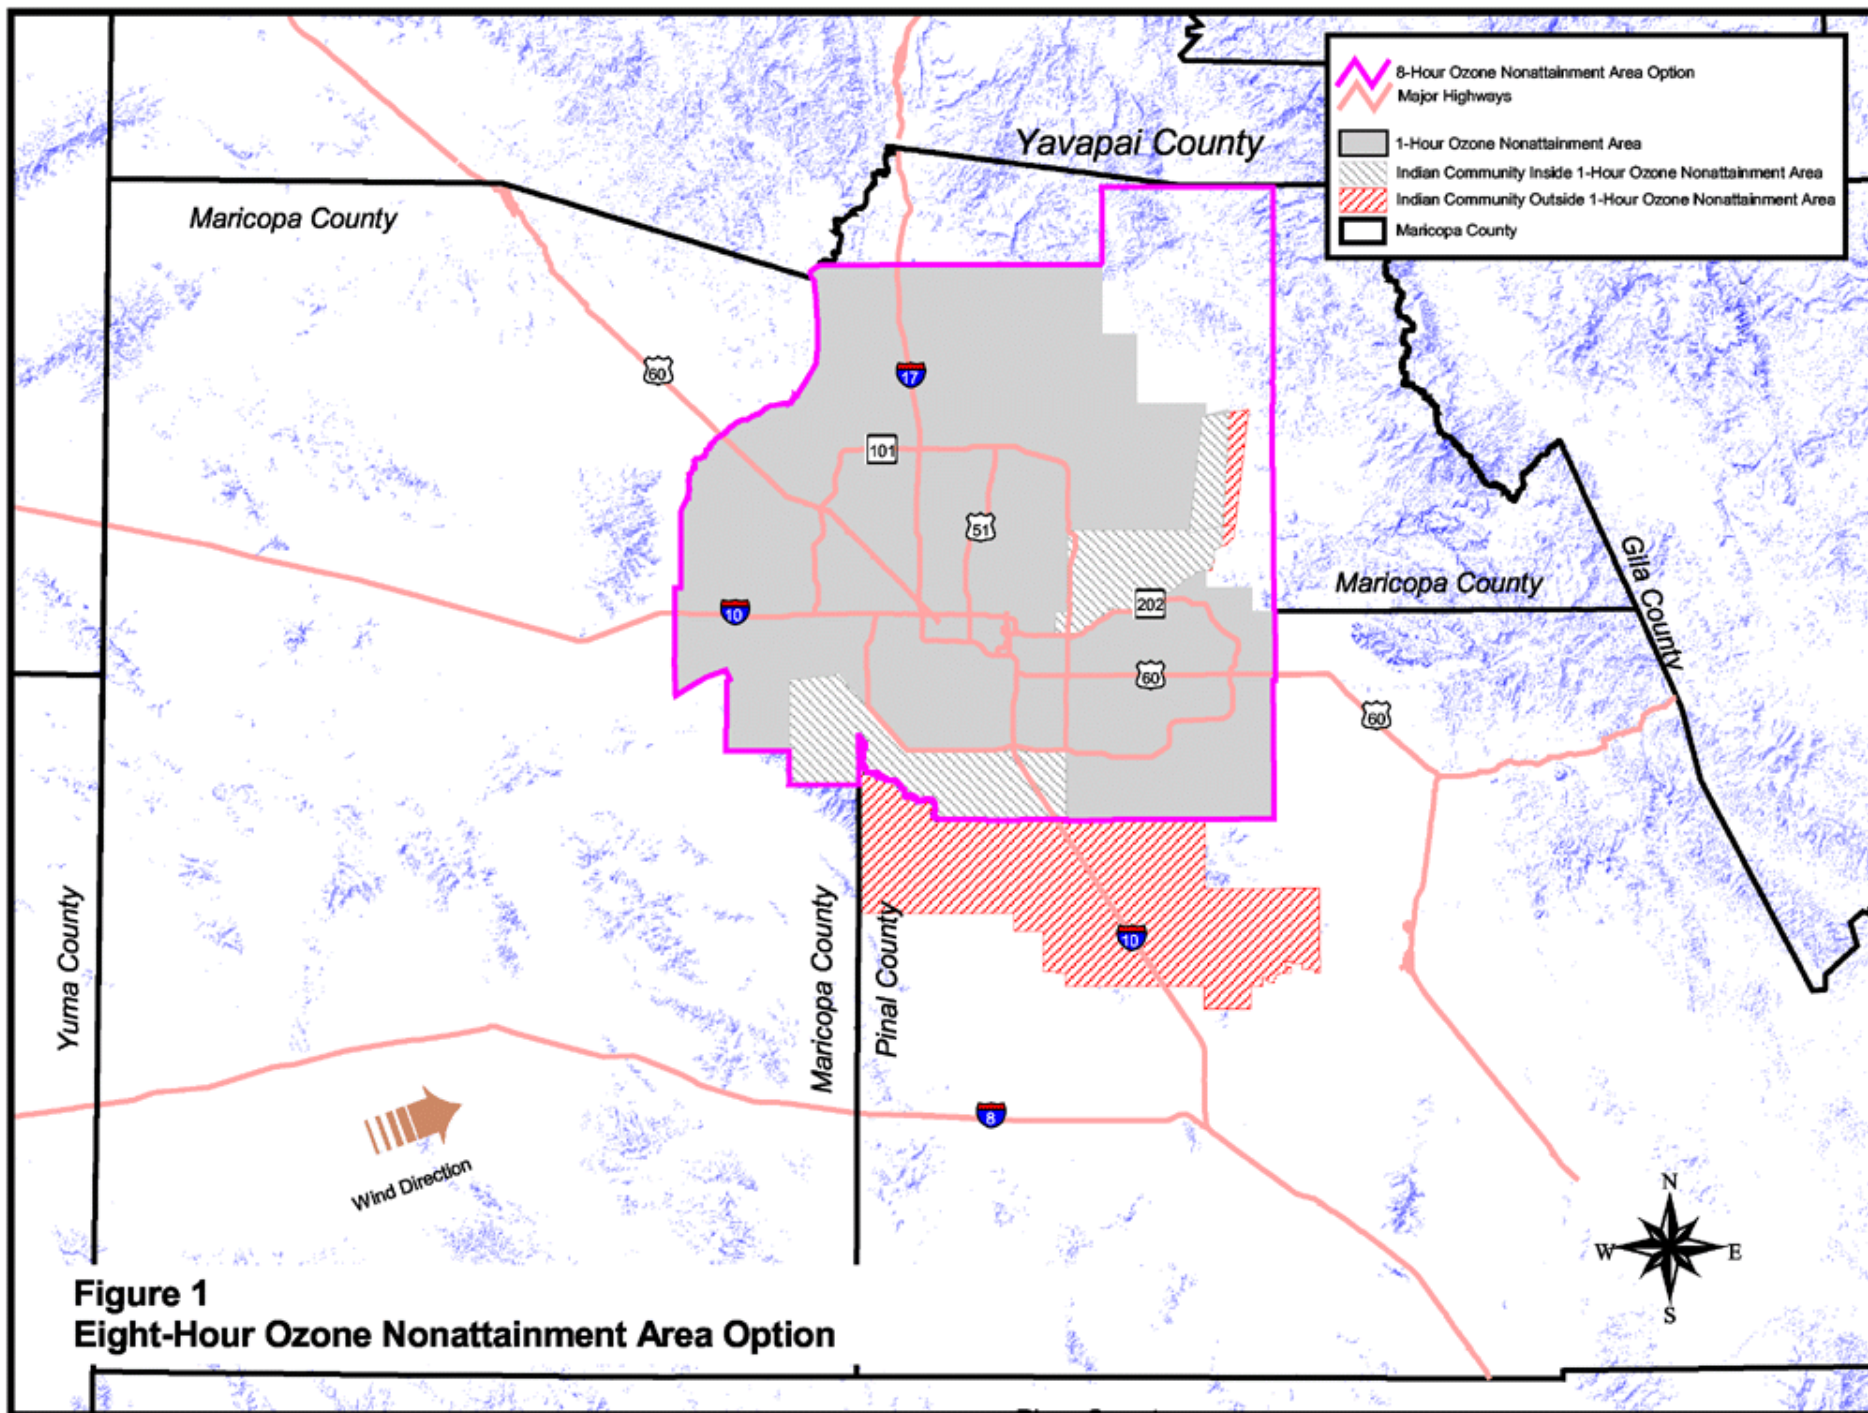 8-Hour Ozone Nonattainment Area Option
Major Highways
1-Hour Ozone Nonattainment Area
Indian Community Inside 1-Hour Ozone Nonattainment Area
Indian Community Outside 1-Hour Ozone Nonattainment Area
Maricopa County
Yavapai County
Maricopa County
60
17
101
51
10
202
60
60
Maricopa County
Gila County
Yuma County
Maricopa County
Pinal County
10
8
Wind Direction
N
W
E
S
Figure 1
Eight-Hour Ozone Nonattainment Area Option